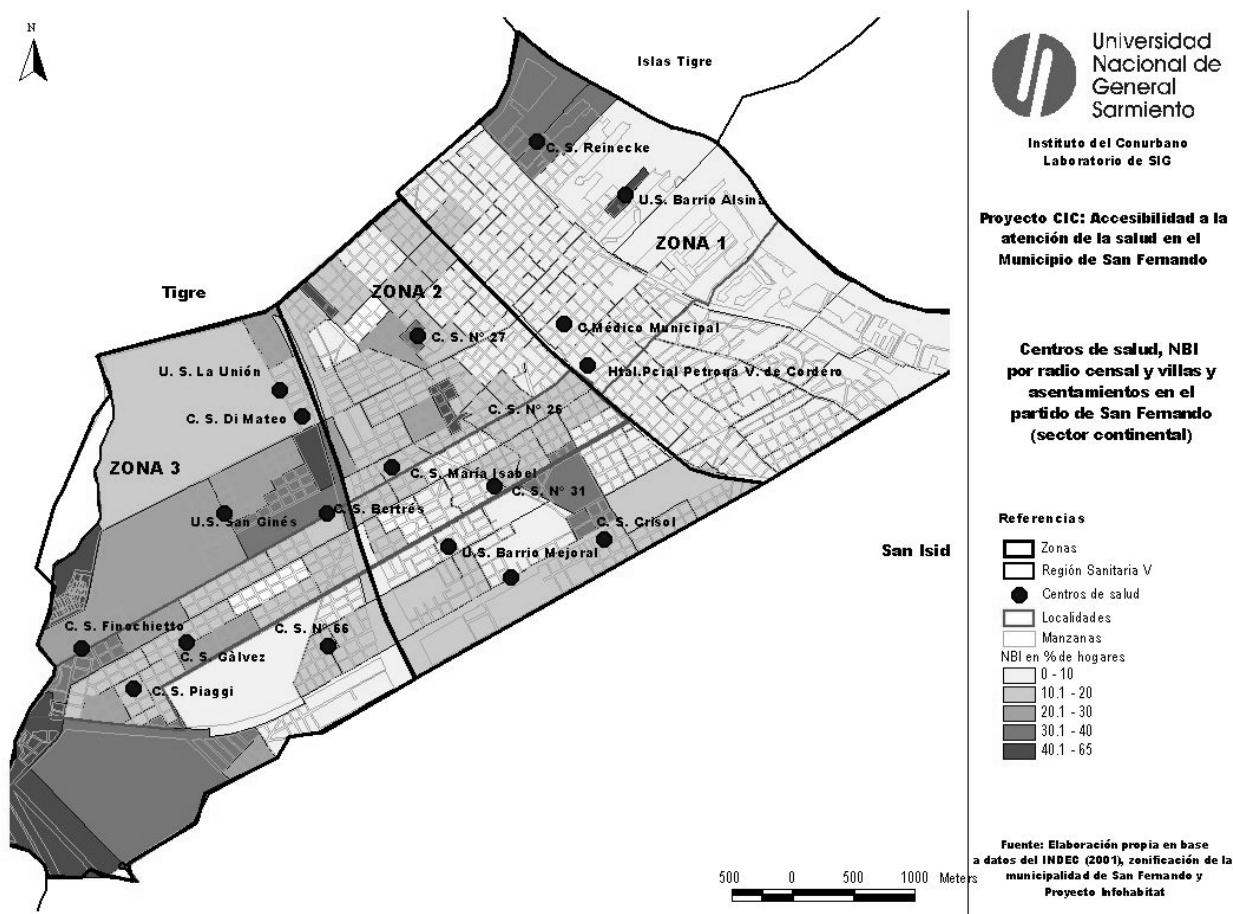 N
Islas Tigre
C. S. Reinecke
U.S. Barrio Alsina
ZONA 1
Tigre
ZONA 2
C. S. Nº 27
C.Médico Municipal
Htal.Pcial Petrona V. de Cordero
U. S. La Unión
C. S. Di Mateo
C. S. Nº 26
ZONA 3
C. S. María Isabel
C. S. Nº 31
U.S. San Ginés
C. S. Bertrés
C. S. Crisol
U.S. Barrio Mejoral
San Isid
C. S. Finochietto
C. S. Nº 66
C. S. Gàlvez
C. S. Piaggi
500 0 500 1000 Meters
Universidad
Nacional de
General
Sarmiento
Instituto del Conurbano
Laboratorio de SIG
Proyecto CIC: Accesibilidad a la
atención de la salud en el
Municipio de San Fernando
Centros de salud, NBI
por radio censal y villas y
asentamientos en el
partido de San Fernando
(sector continental)
Referencias
Zonas
Región Sanitaria V
Centros de salud
Localidades
Manzanas
NBI en % de hogares
0 - 10
10.1 - 20
20.1 - 30
30.1 - 40
40.1 - 65
Fuente: Elaboración propia en base
a datos del INDEC (2001), zonificación de la
municipalidad de San Fernando y
Proyecto Infohabitat